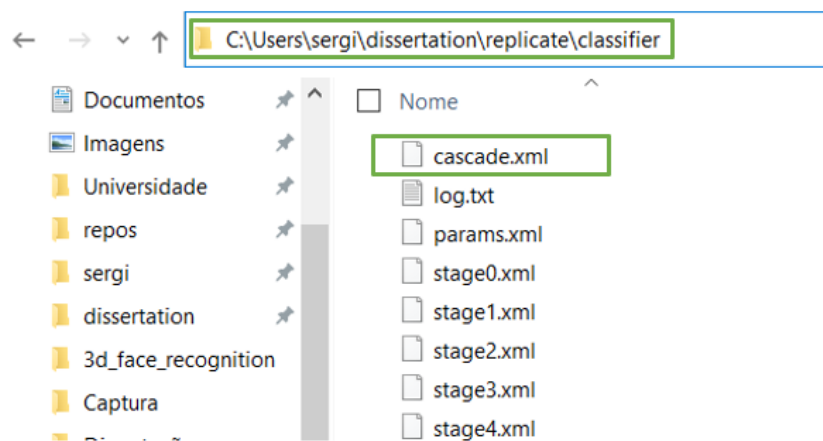 C:\Users\sergi\dissertation\replicate\classifier
Documentos
Imagens
Universidade
repos
sergi
dissertation
3d_face_recognition
Captura
Nome
cascade.xml
log.txt
params.xml
stage0.xml
stage1.xml
stage2.xml
stage3.xml
stage4.xml